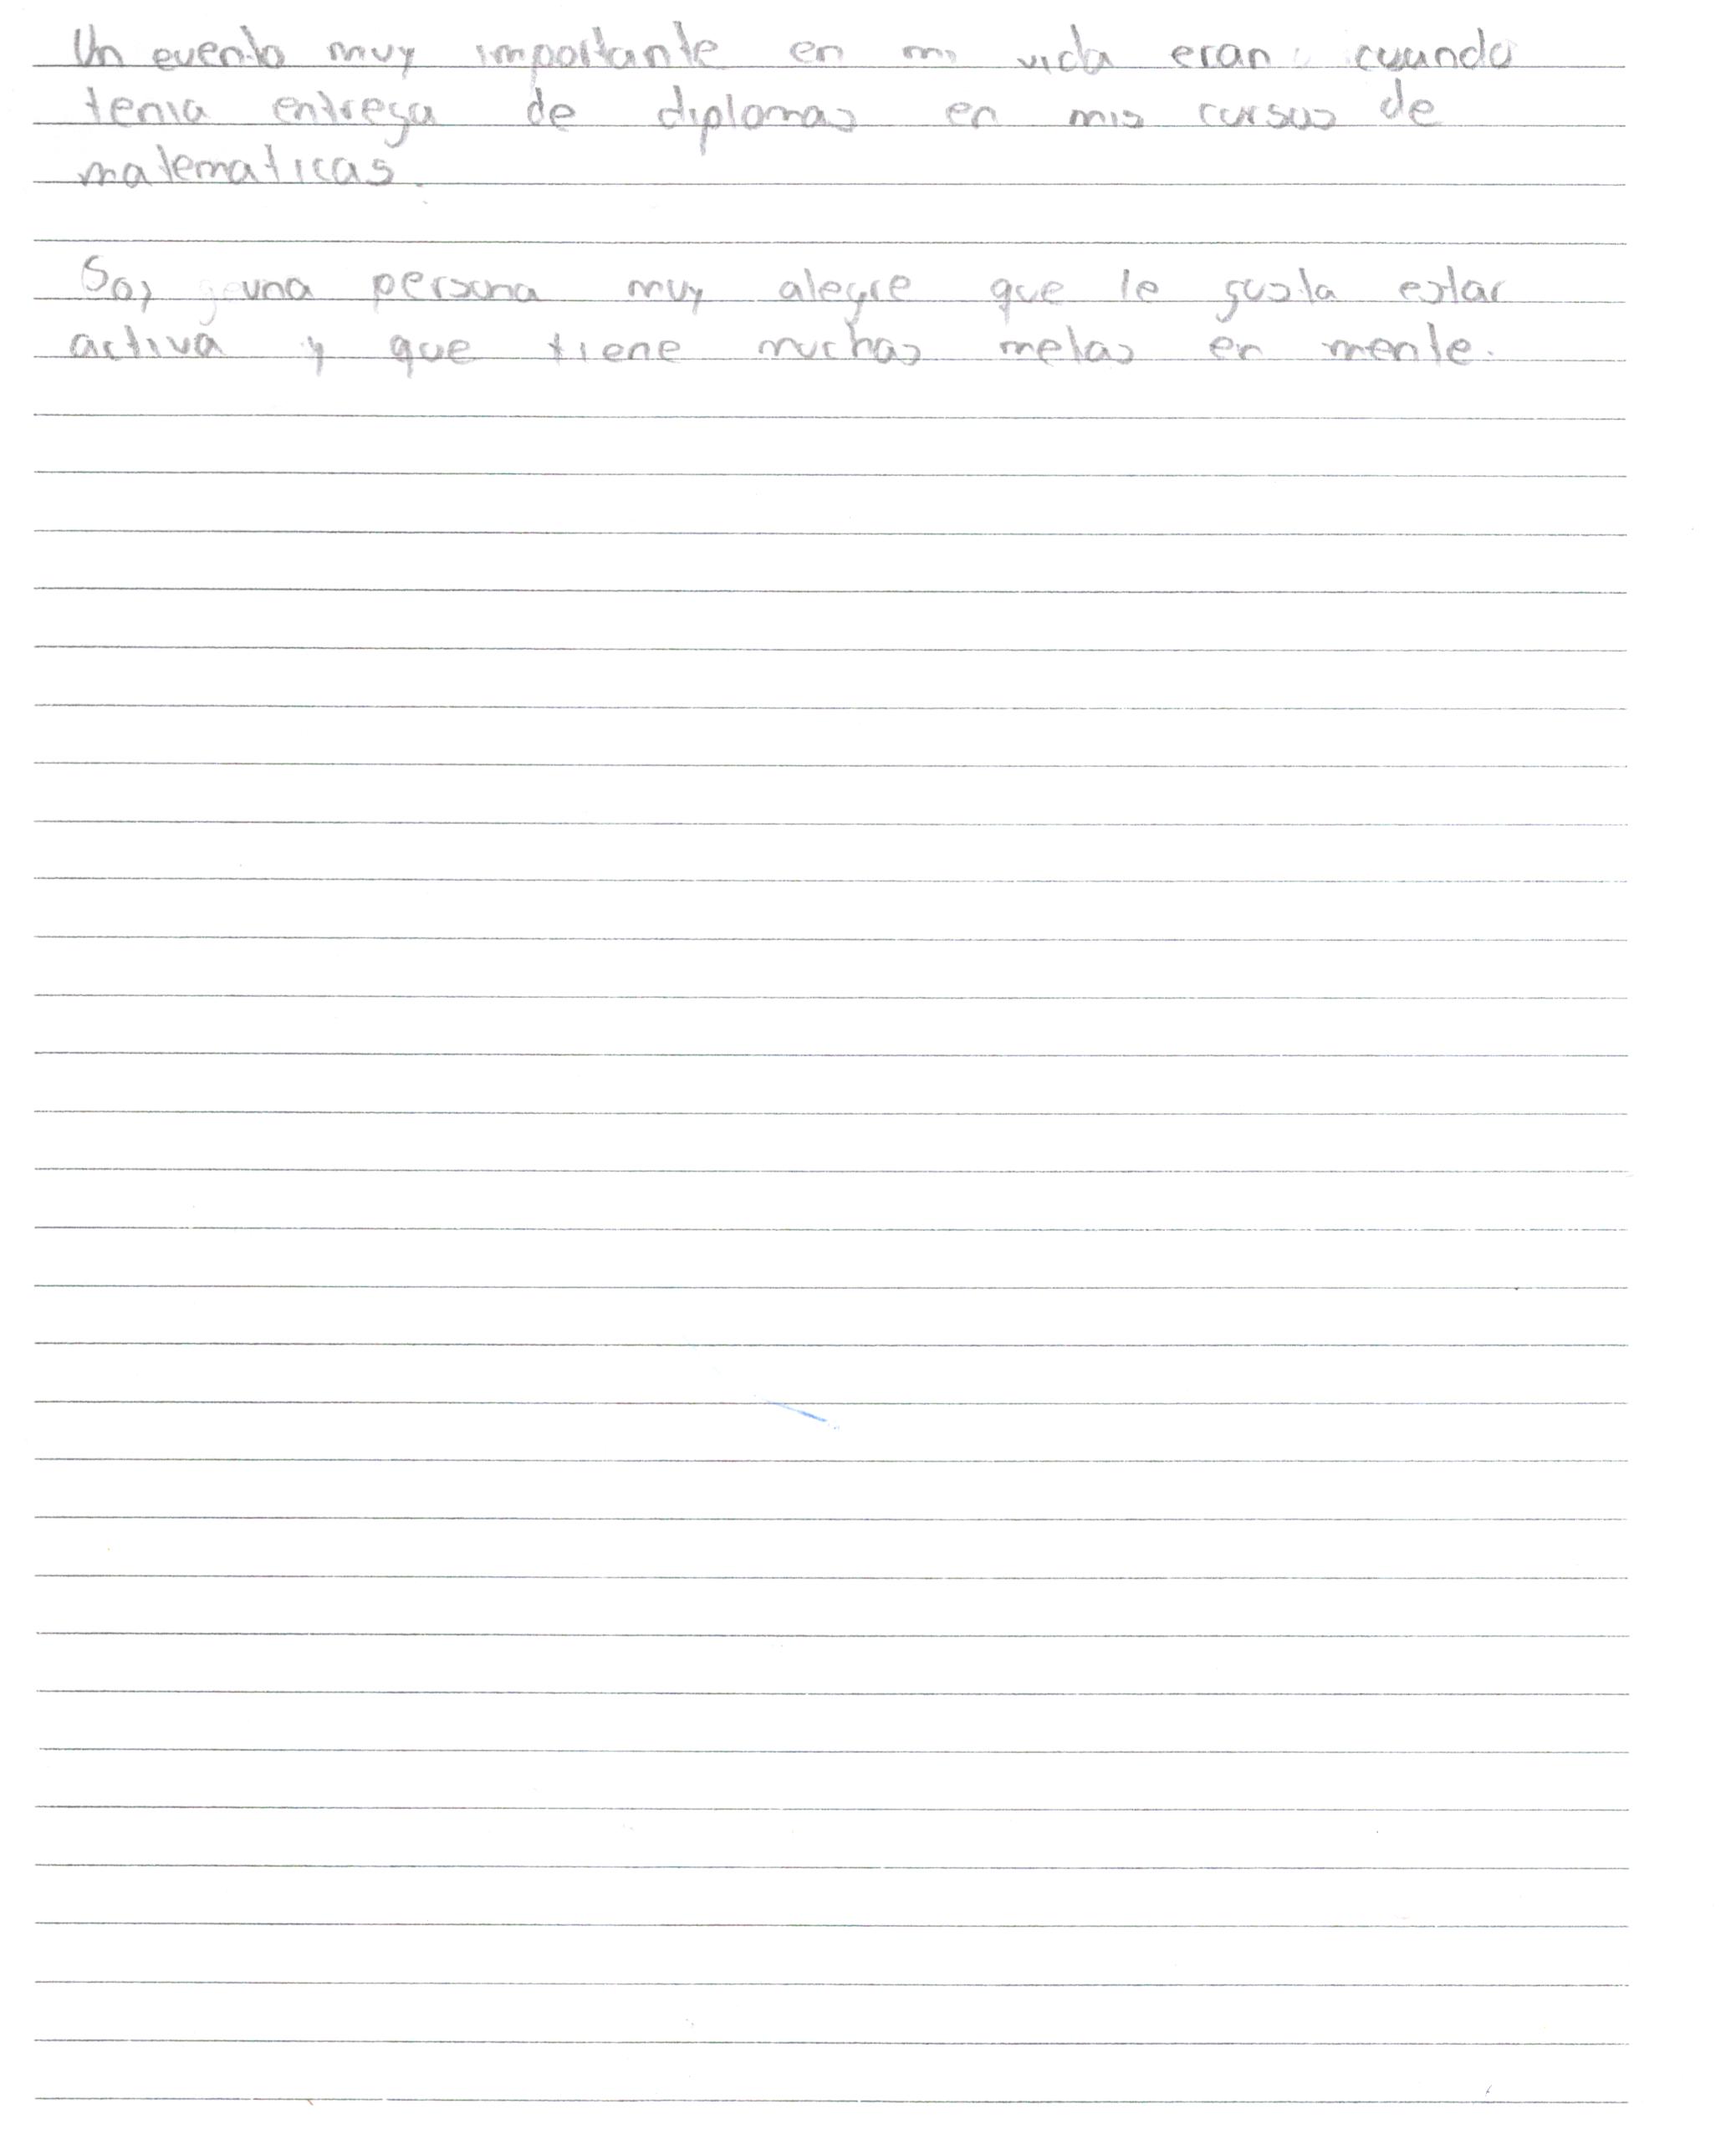 Un evento muy importante en mi vida eran cuando
tenia entrega de diplomas en mis cursos de
matematicas.
Soy una persona muy alegre que le gusta estar
activa y que tiene muchas metas en mente.